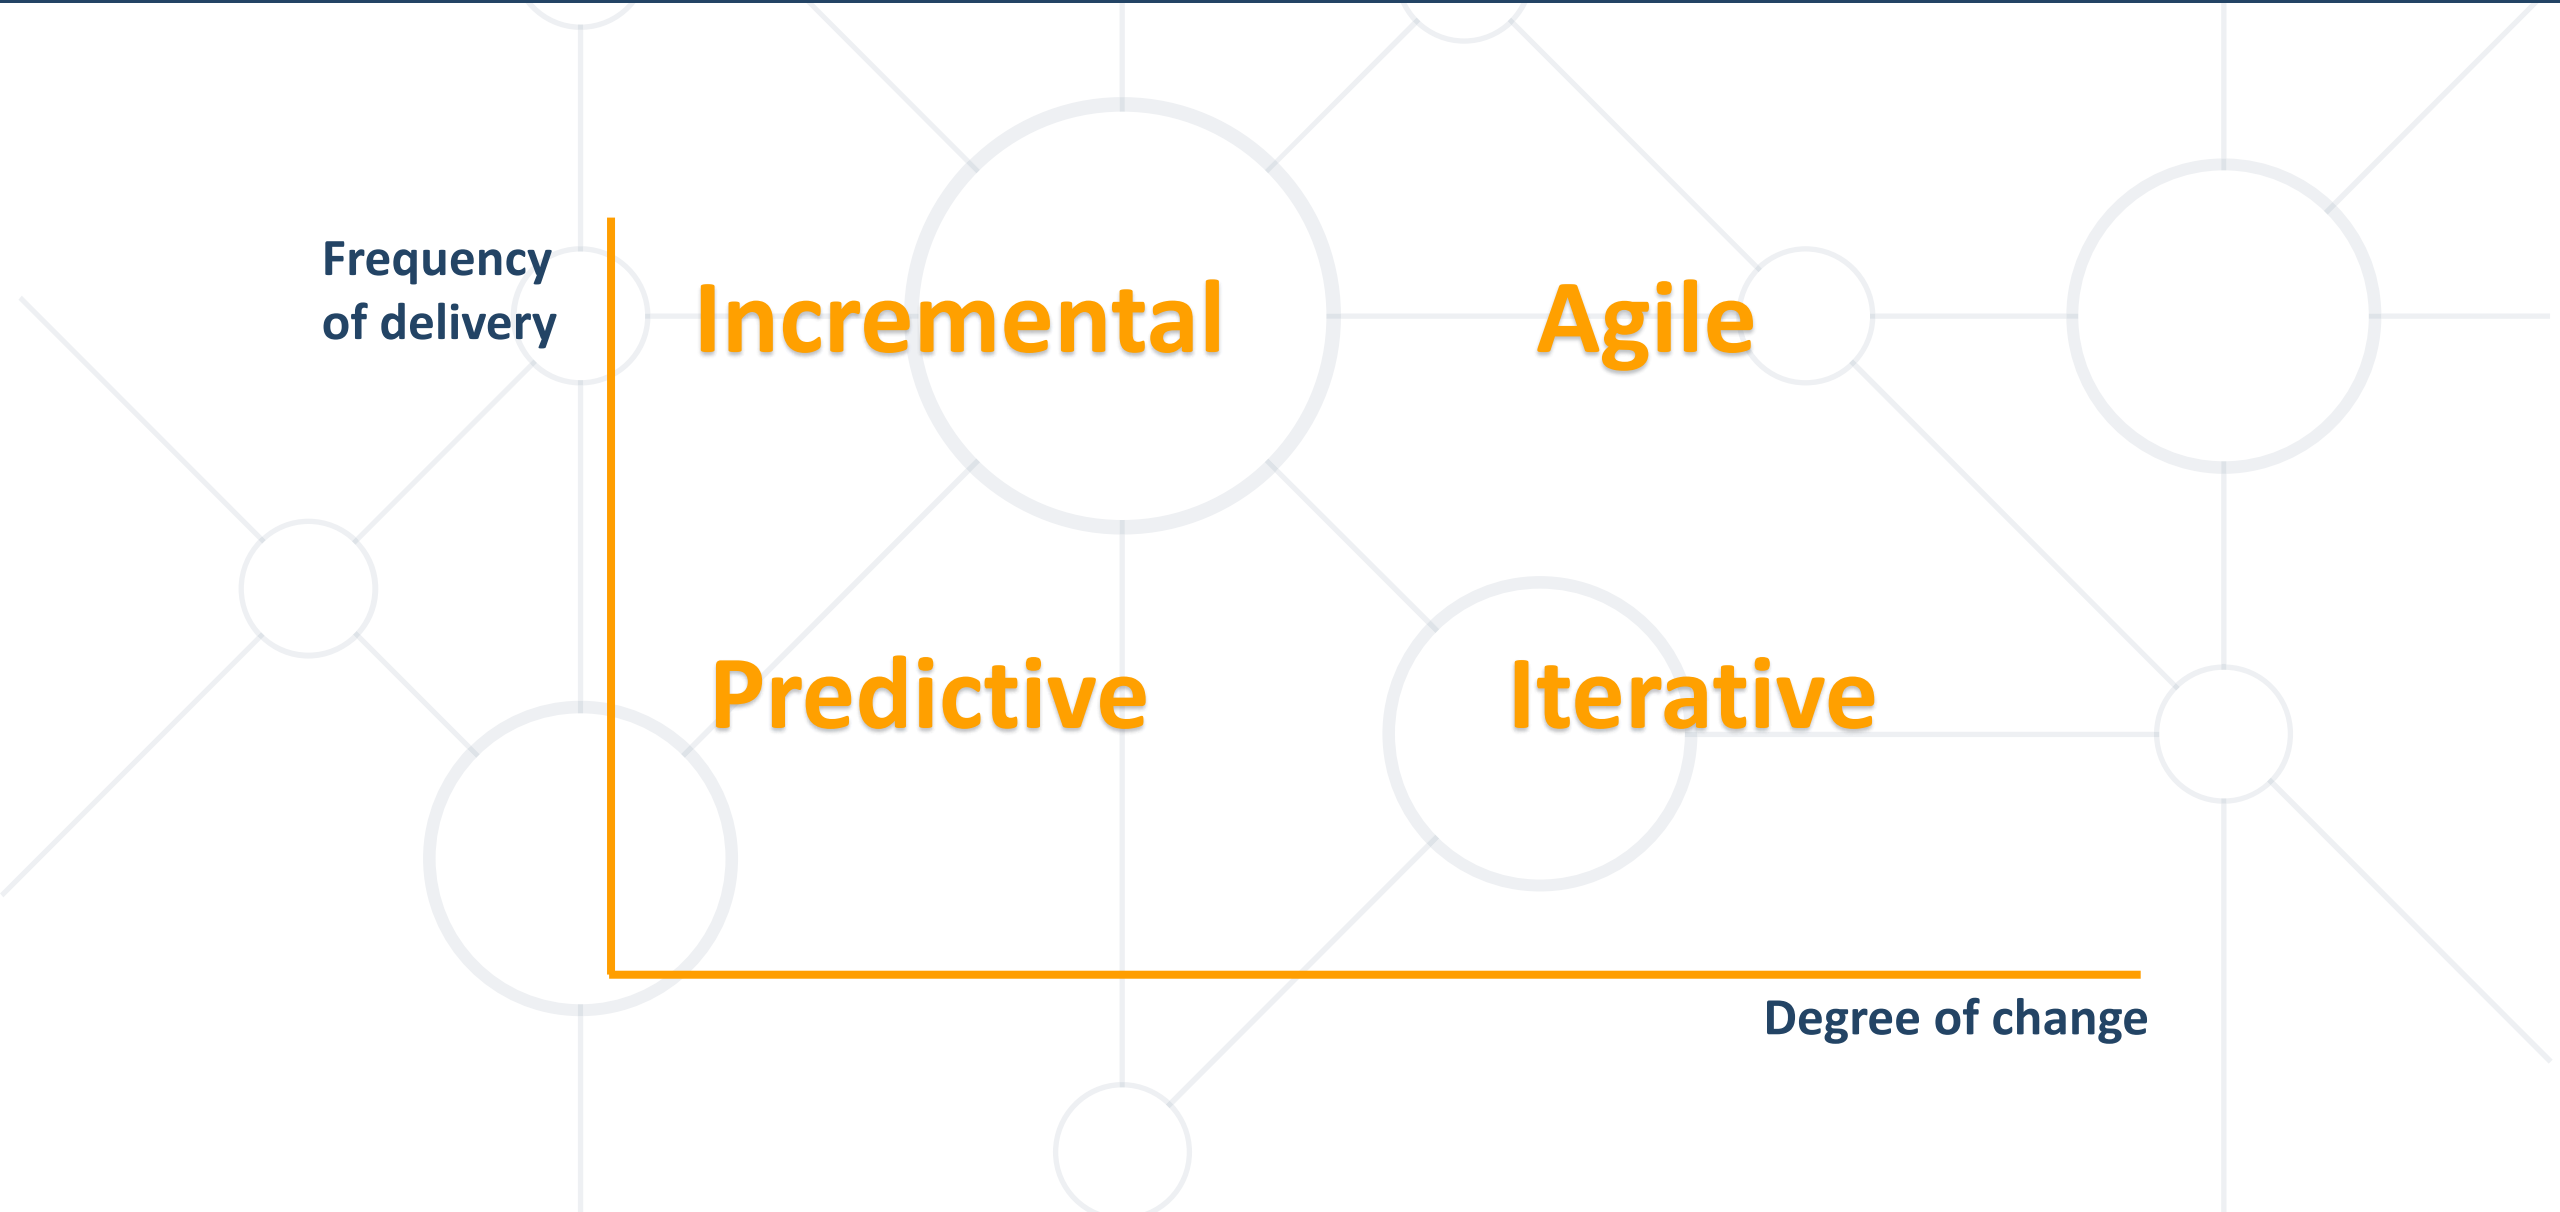 Frequency
of delivery
Incremental
Agile
Predictive
Iterative
Degree of change